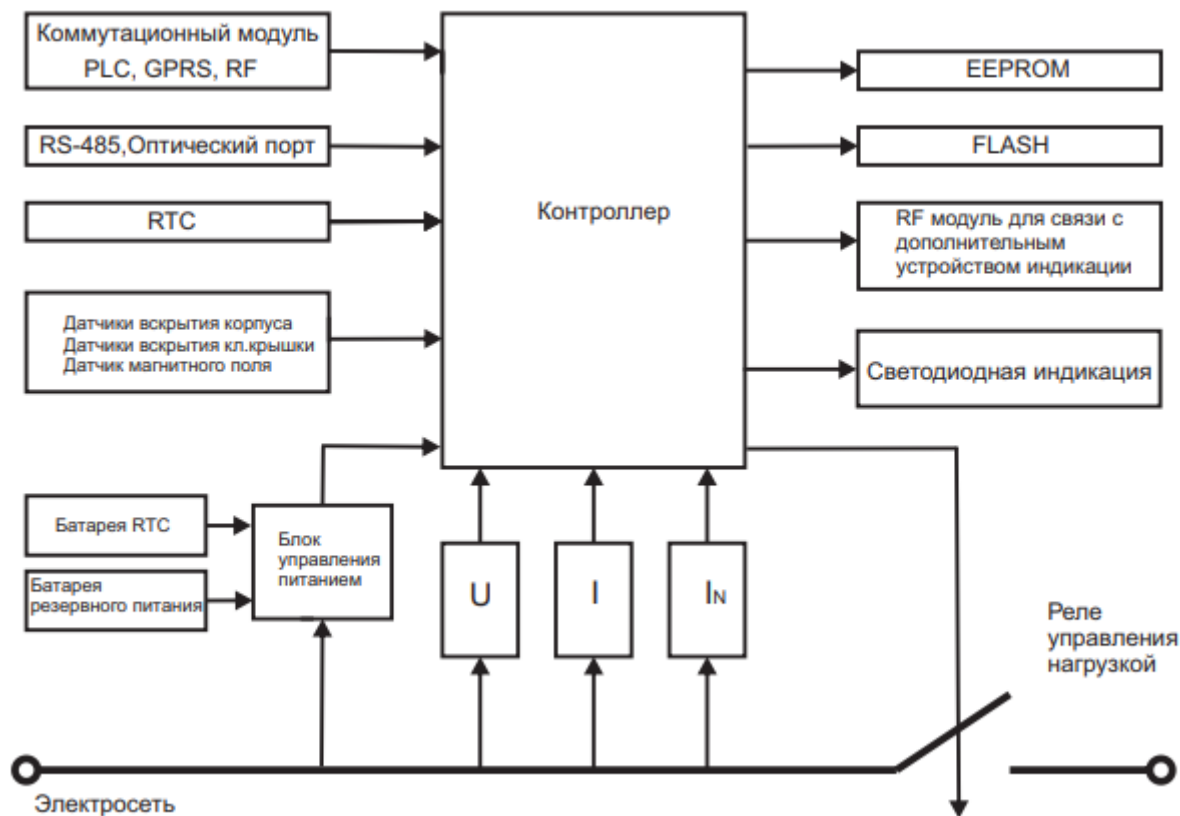 Коммутационный модуль
PLC, GPRS, RF
RS-485,Оптический порт
RTC
Датчики вскрытия корпуса
Датчики вскрытия кл.крышки
Датчик магнитного поля
Контроллер
EEPROM
FLASH
RF модуль для связи с
дополнительным
устройством индикации
Светодиодная индикация
Батарея RTC
Батарея
резервного питания
Блок
управления
питанием
U
I
IN
Реле
управления
нагрузкой
Электросеть